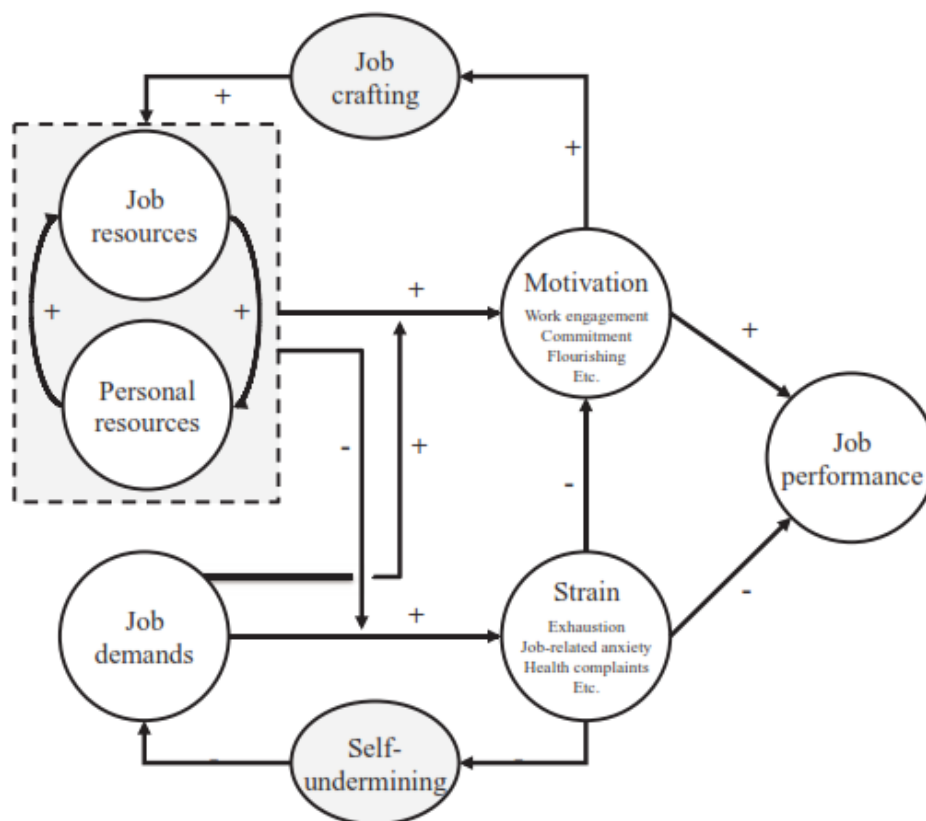 Job
crafting
+
+
Job
resources
+
+
Personal
resources
+
Motivation
Work engagement
Commitment
Flourishing
Etc.
+
Job
performance
-
+
-
-
Job
demands
+
Strain
Exhaustion
Job-related anxiety
Health complaints
Etc.
Self-
undermining
-
-